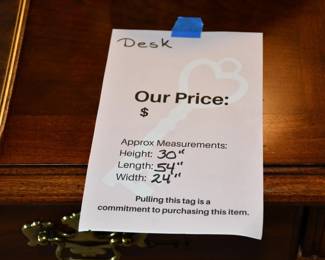 Desk
Our Price:
$
Approx Measurements:
Height: 30"
Length: 54"
Width: 24"
Pulling this tag is a
commitment to purchasing this item.